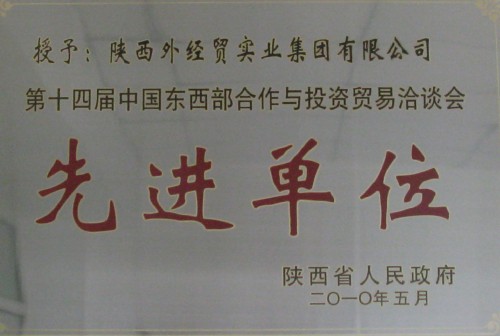 授予：陕西外经贸实业集团有限公司
第十四届中国东西部合作与投资贸易洽谈会
先进单位
陕西省人民政府
二〇一〇年五月